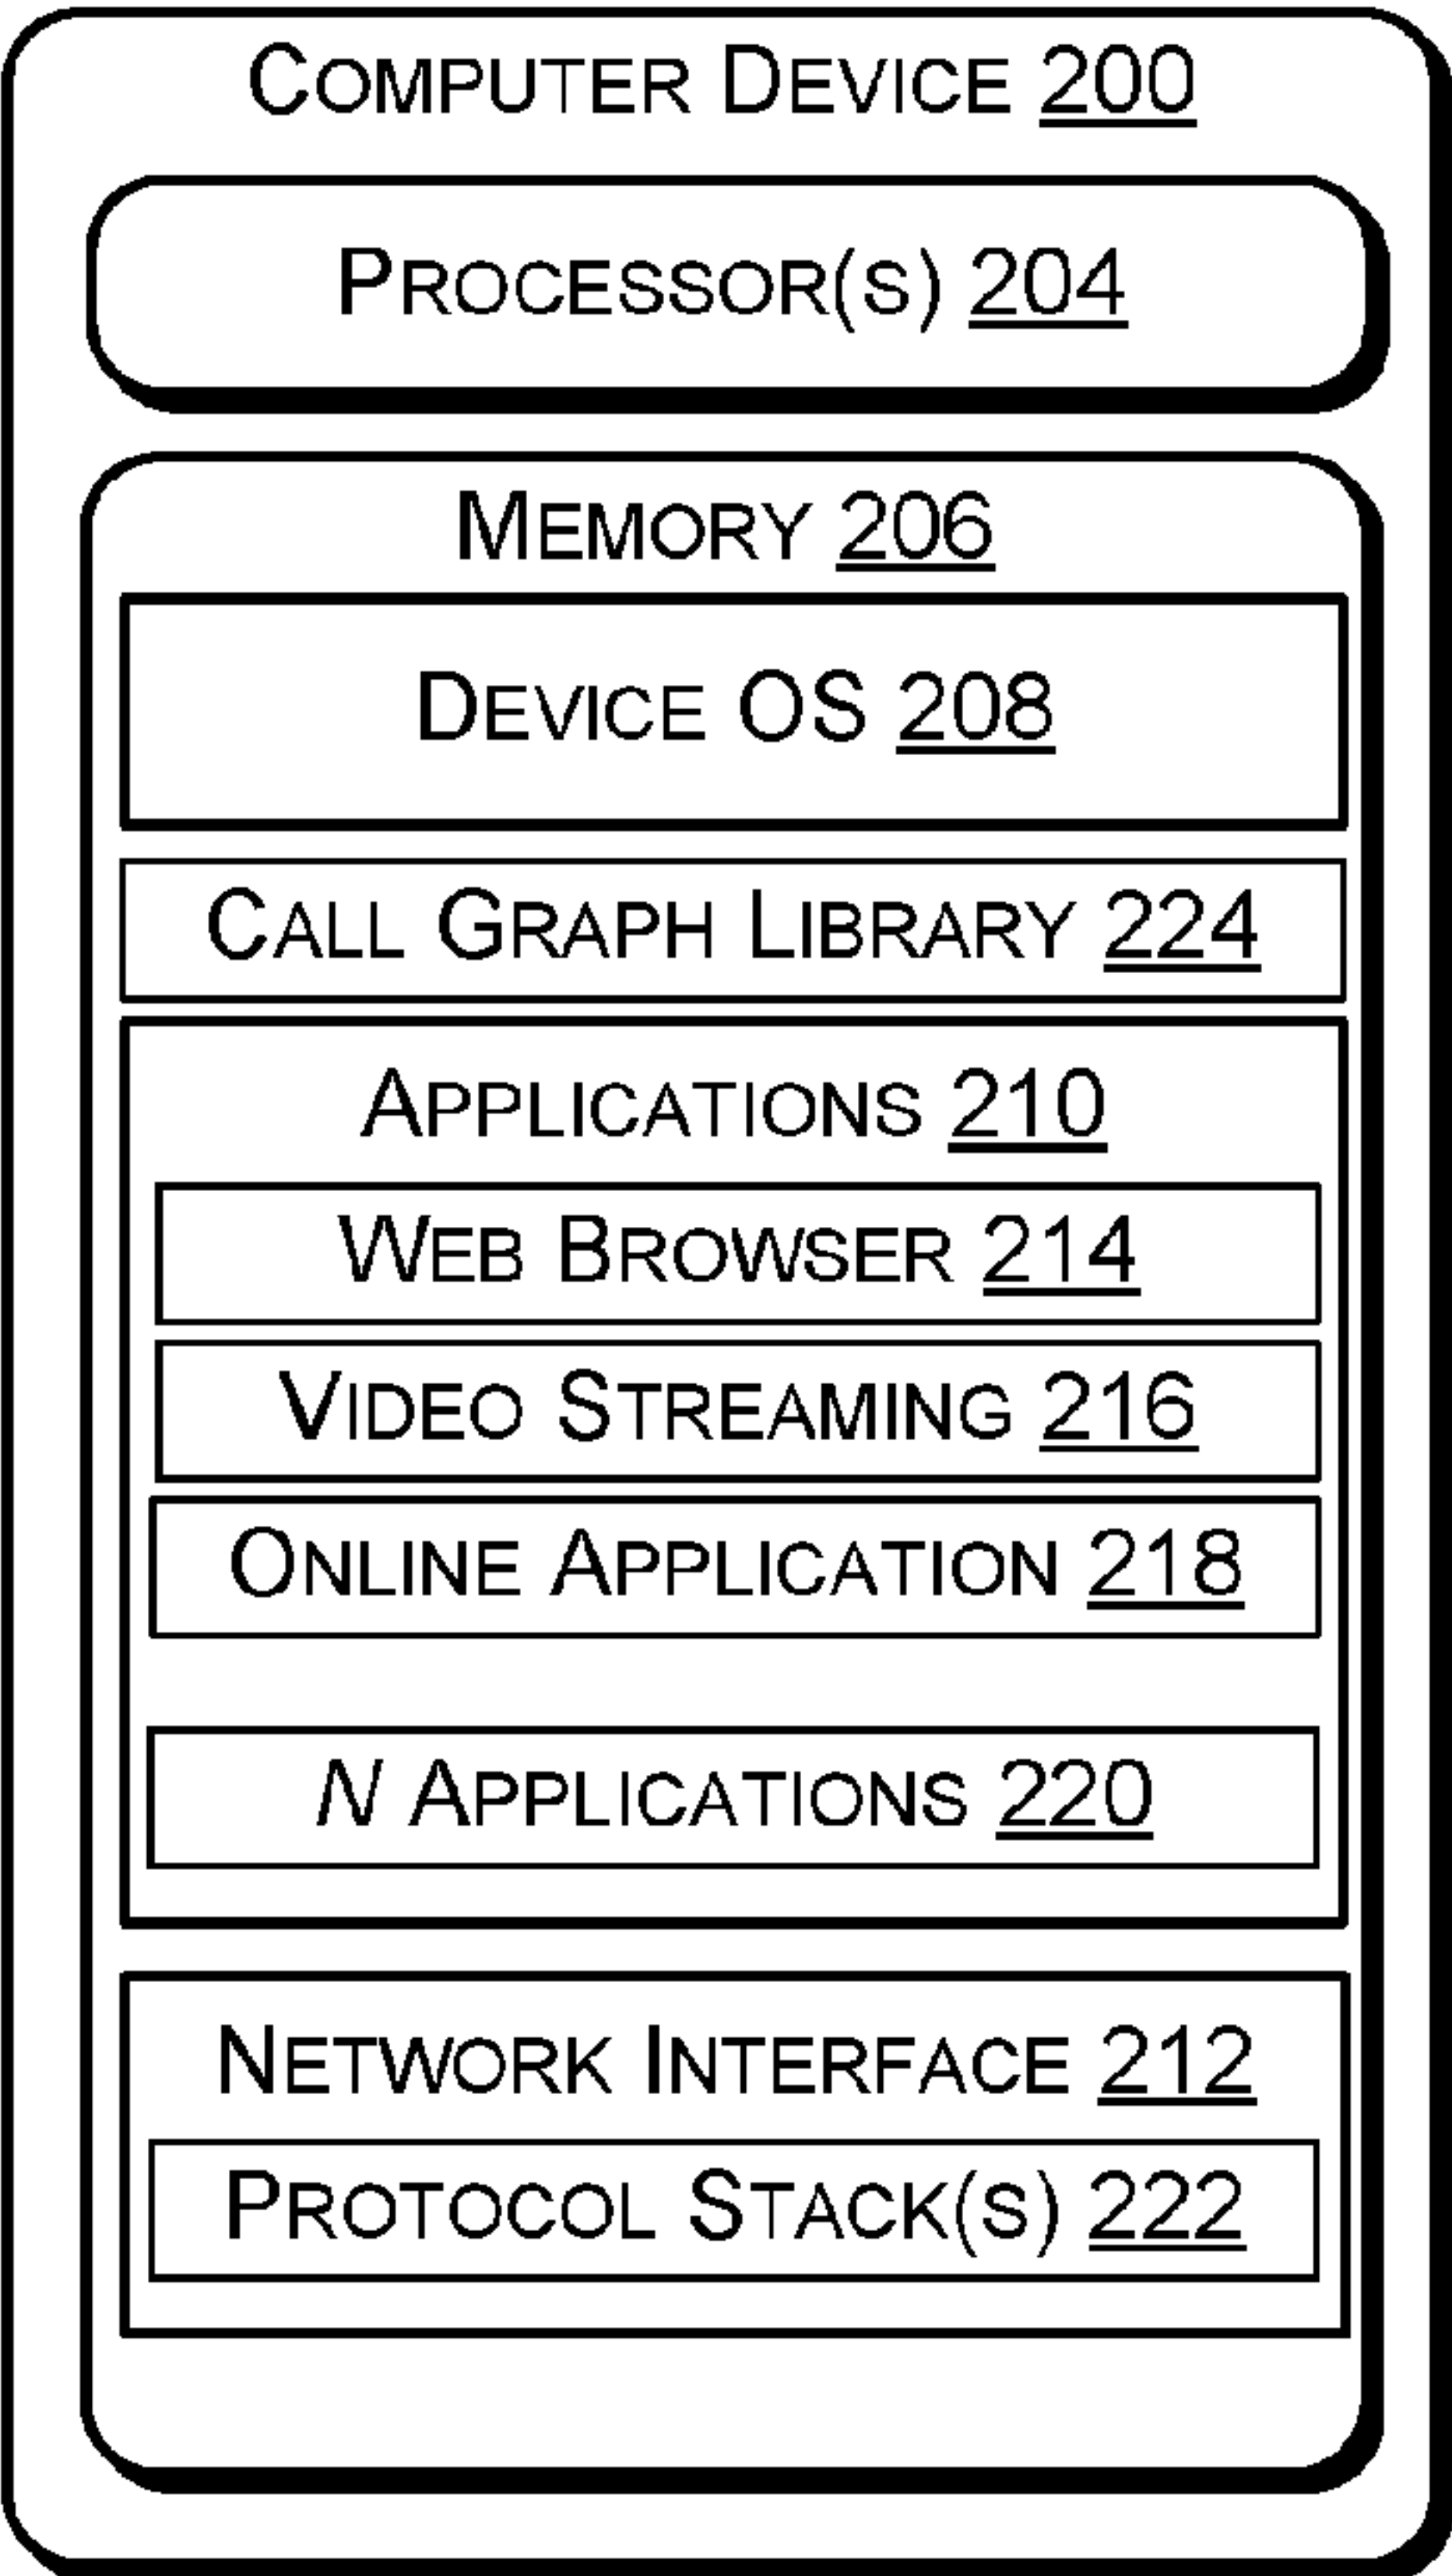 COMPUTER DEVICE 200
PROCESSOR(S) 204
MEMORY 206
DEVICE OS 208
CALL GRAPH LIBRARY 224
APPLICATIONS 210
WEB BROWSER 214
VIDEO STREAMING 216
ONLINE APPLICATION 218
N APPLICATIONS 220
NETWORK INTERFACE 212
PROTOCOL STACK(S) 222